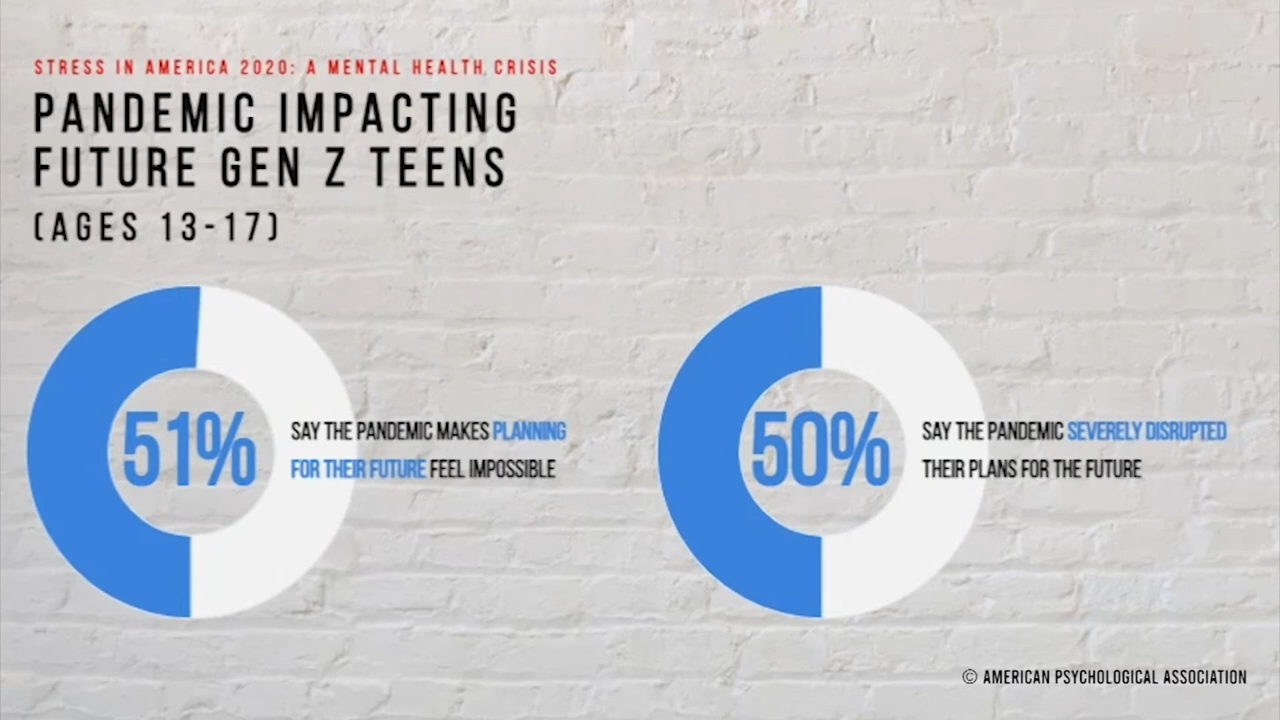 STRESS IN AMERICA 2020: A MENTAL HEALTH CRISIS
PANDEMIC IMPACTING
FUTURE GEN Z TEENS
(AGES 13-17)
51%
SAY THE PANDEMIC MAKES PLANNING
FOR THEIR FUTURE FEEL IMPOSSIBLE
50%
SAY THE PANDEMIC SEVERELY DISRUPTED
THEIR PLANS FOR THE FUTURE
© AMERICAN PSYCHOLOGICAL ASSOCIATION